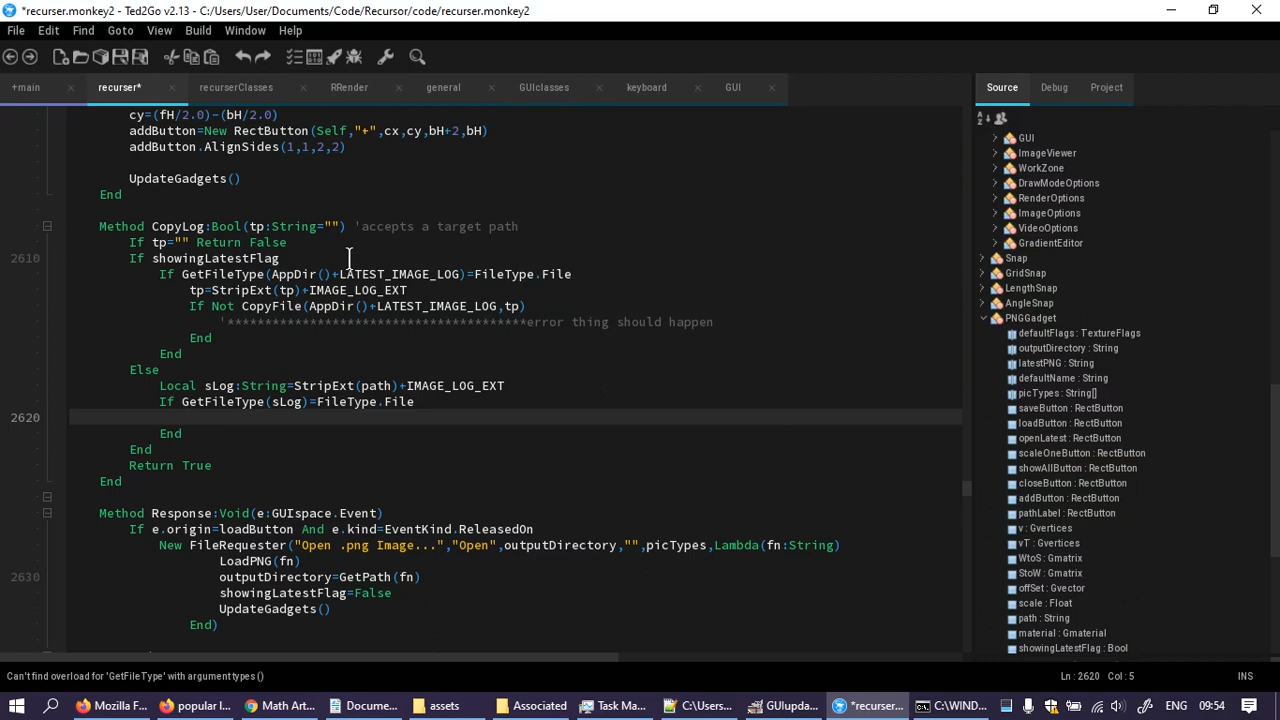 *recurser.monkey2 - Ted2Go v2.13 - C:/Users/laure/Documents/Code/Recursor/code/recurser.monkey2
File Edit Find View Build Window Help
+main recurser* recurserClasses RRender general GUIclasses keyboard GUI Source Debug Project
cy=(fH/2.0)-(bH/2.0)
addButton=New RectButton(Self,"+",cx,cy,bH+2,bH)
addButton.AlignSides(1,1,2,2)
UpdateGadgets()
End
Method CopyLog:Bool(tp:String="") 'accepts a target path
If tp="" Return False
2610 If showingLatestFlag
If GetFileType(AppDir()+LATEST_IMAGE_LOG)=FileType.File
tp=StripExt(tp)+IMAGE_LOG_EXT
If Not CopyFile(AppDir()+LATEST_IMAGE_LOG,tp)
'****************************************error thing should happen
End
End
Else
Local sLog:String=StripExt(path)+IMAGE_LOG_EXT
If GetFileType(sLog)=FileType.File
2620
End
End
Return True
End
Method Response:Void(e:GUIspace.Event)
If e.origin=loadButton And e.kind=EventKind.ReleasedOn
New FileRequester("Open .png Image...","Open",outputDirectory,"",picTypes,Lambda(fn:String)
LoadPNG(fn)
2630 outputDirectory=GetPath(fn)
showingLatestFlag=False
UpdateGadgets()
End)
GUI
ImageViewer
WorkZone
DrawModeOptions
RenderOptions
ImageOptions
VideoOptions
GradientEditor
Snap
GridSnap
LengthSnap
AngleSnap
PNGGadget
defaultFlags : TextureFlags
outputDirectory : String
latestPNG : String
defaultName : String
picTypes : String[]
saveButton : RectButton
loadButton : RectButton
openLatest : RectButton
scaleOneButton : RectButton
showAllButton : RectButton
closeButton : RectButton
addButton : RectButton
pathLabel : RectButton
v : Gvertices
vT : Gvertices
WtoS : Gmatrix
StoW : Gmatrix
offSet : Gvector
scale : Float
path : String
material : Gmaterial
showingLatestFlag : Bool
Can't find overload for 'GetFileType' with argument types () Ln : 2620 Col : 5 INS
Mozilla F... popular l... Math Art... Docume... assets Associated Task Ma... C:\Users... GUIupda... *recurser... C:\WIND... 09:54